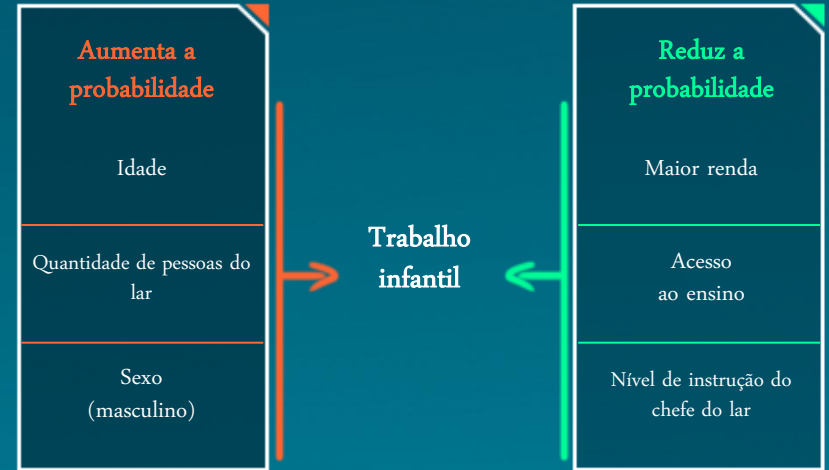 Aumenta a
probabilidade
Idade
Quantidade de pessoas do
lar
Sexo
(masculino)
Trabalho
infantil
Reduz a
probabilidade
Maior renda
Acesso
ao ensino
Nível de instrução do
chefe do lar